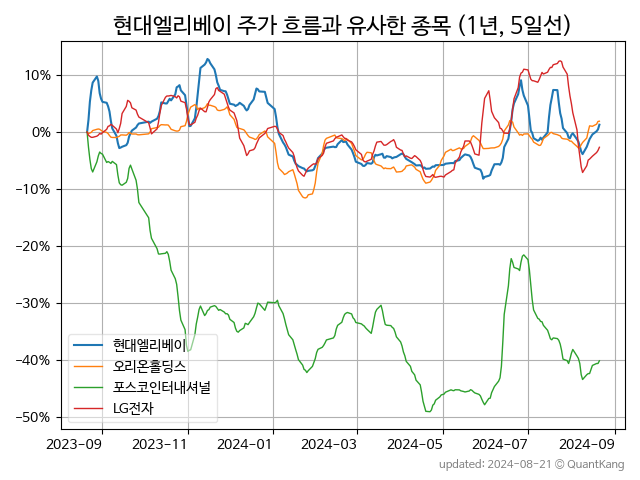 현대엘리베이 주가 흐름과 유사한 종목 (1년, 5일선)
10%
0%
−10%
−20%
−30%
−40%
−50%
현대엘리베이
오리온홀딩스
포스코인터내셔널
LG전자
2023-09 2023-11 2024-01 2024-03 2024-05 2024-07 2024-09
updated: 2024-08-21 © QuantKang